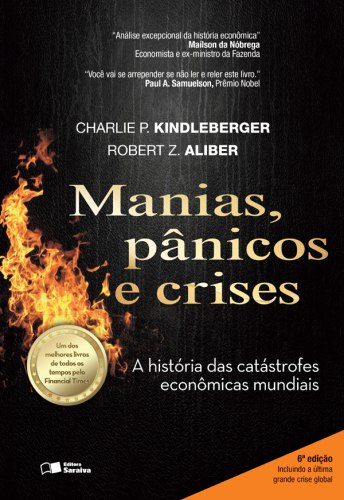 "Análise excepcional da história econômica"
Maílson da Nóbrega
Economista e ex-ministro da Fazenda
"Você vai se arrepender se não ler e reler este livro."
Paul A. Samuelson, Prêmio Nobel
CHARLIE P. KINDLEBERGER
ROBERT Z. ALIBER
Manias,
pânicos
e crises
Um dos
melhores livros
de todos os
tempos pelo
Financial Times
A história das catástrofes
econômicas mundiais
6ª edição
Incluindo a última
grande crise global
Editora
Saraiva